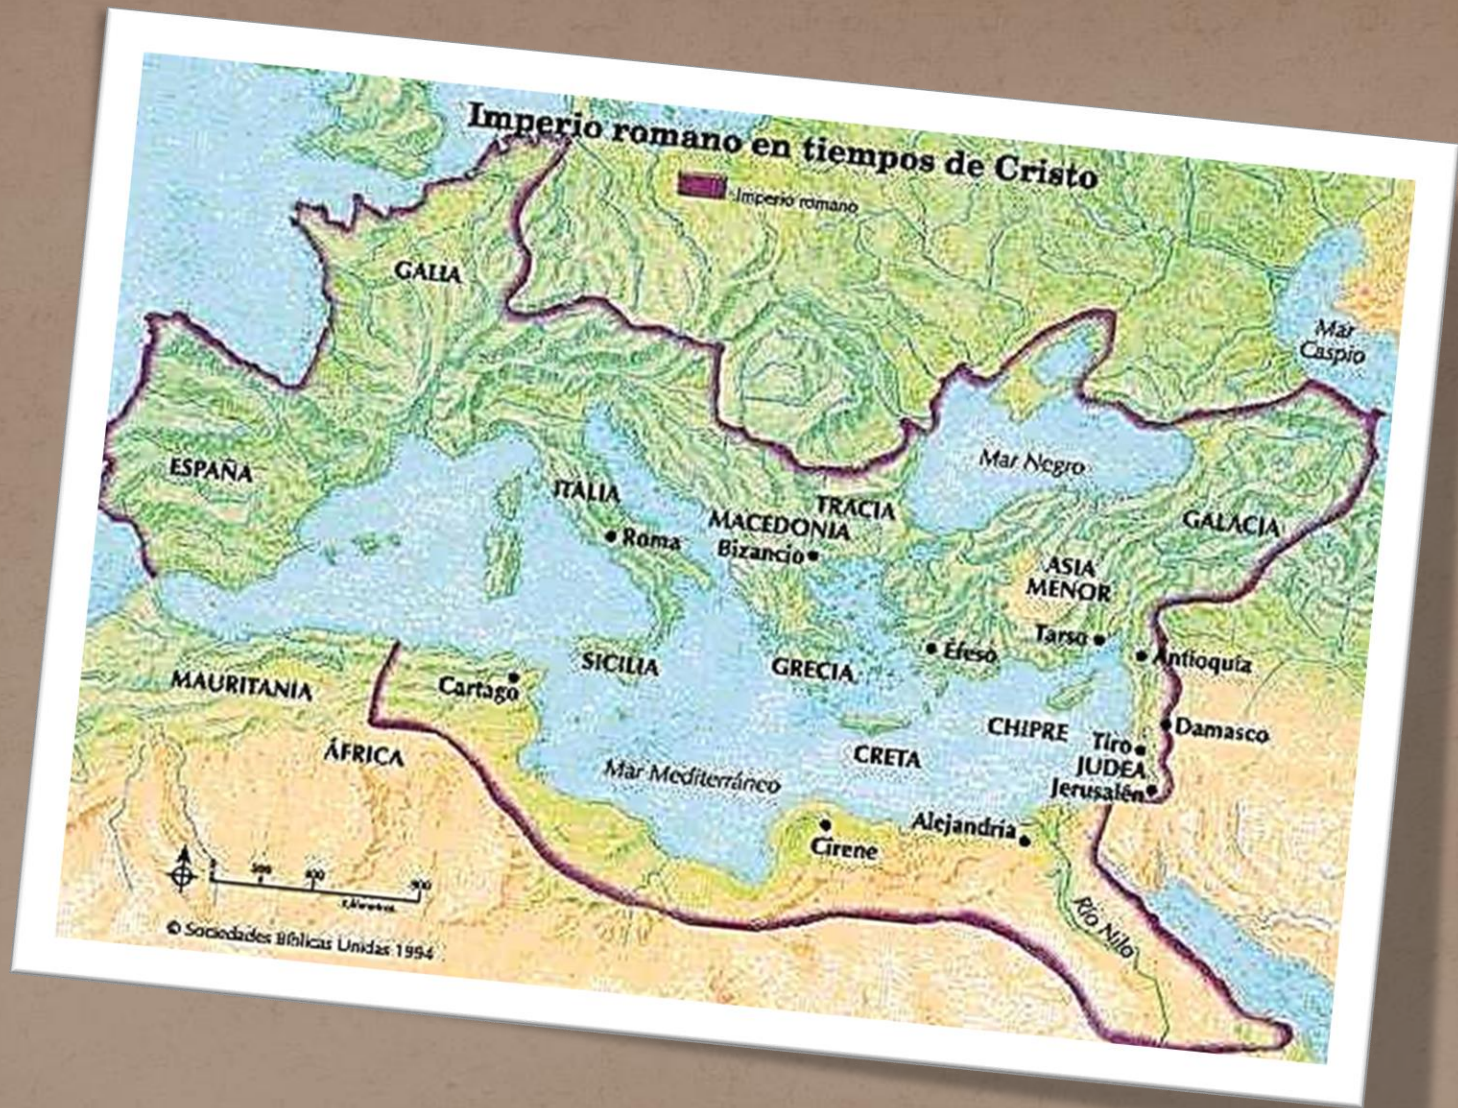 Imperio romano en tiempos de Cristo
Imperio romano
GALIA
Mar
Caspio
ESPAÑA
Mar Negro
ITALIA
TRACIA
MACEDONIA
GALACIA
Roma
Bizancio
ASIA
MENOR
Tarso
Efeso
Antioquía
SICILIA
GRECIA
MAURITANIA
Cartago
CHIPRE
Damasco
Tiro
ÁFRICA
CRETA
JUDEA
Mar Mediterráneo
Jerusalén
Alejandría
Cirene
Río Nilo
© Sociedades Bíblicas Unidas 1994